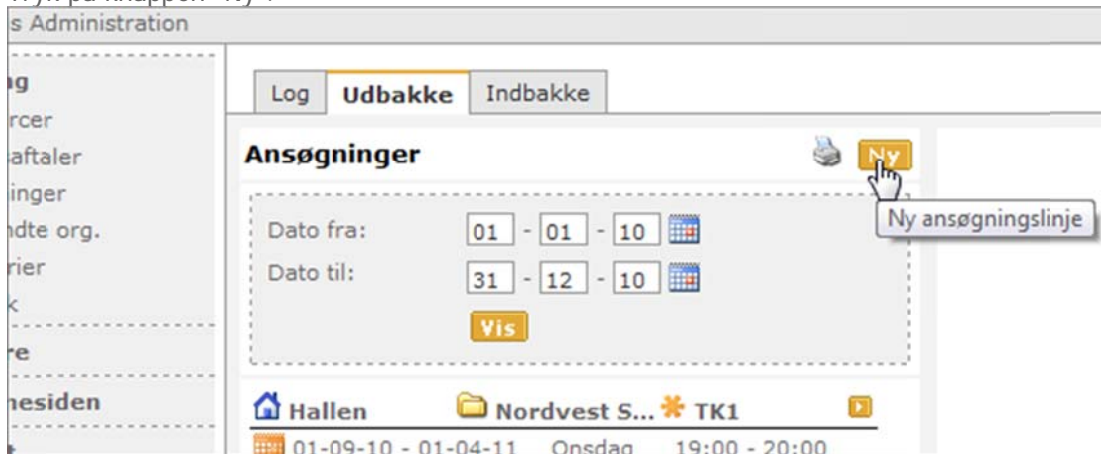 s Administration
Log Udbakke Indbakke
Ansøgninger Ny
Ny ansøgningslinje
Dato fra: 01 - 01 - 10
Dato til: 31 - 12 - 10
Vis
Hallen Nordvest S... TK1
01-09-10 - 01-04-11 Onsdag 19:00 - 20:00
ng
rcer
saftaler
inger
ndte org.
rier
k
re
nesiden